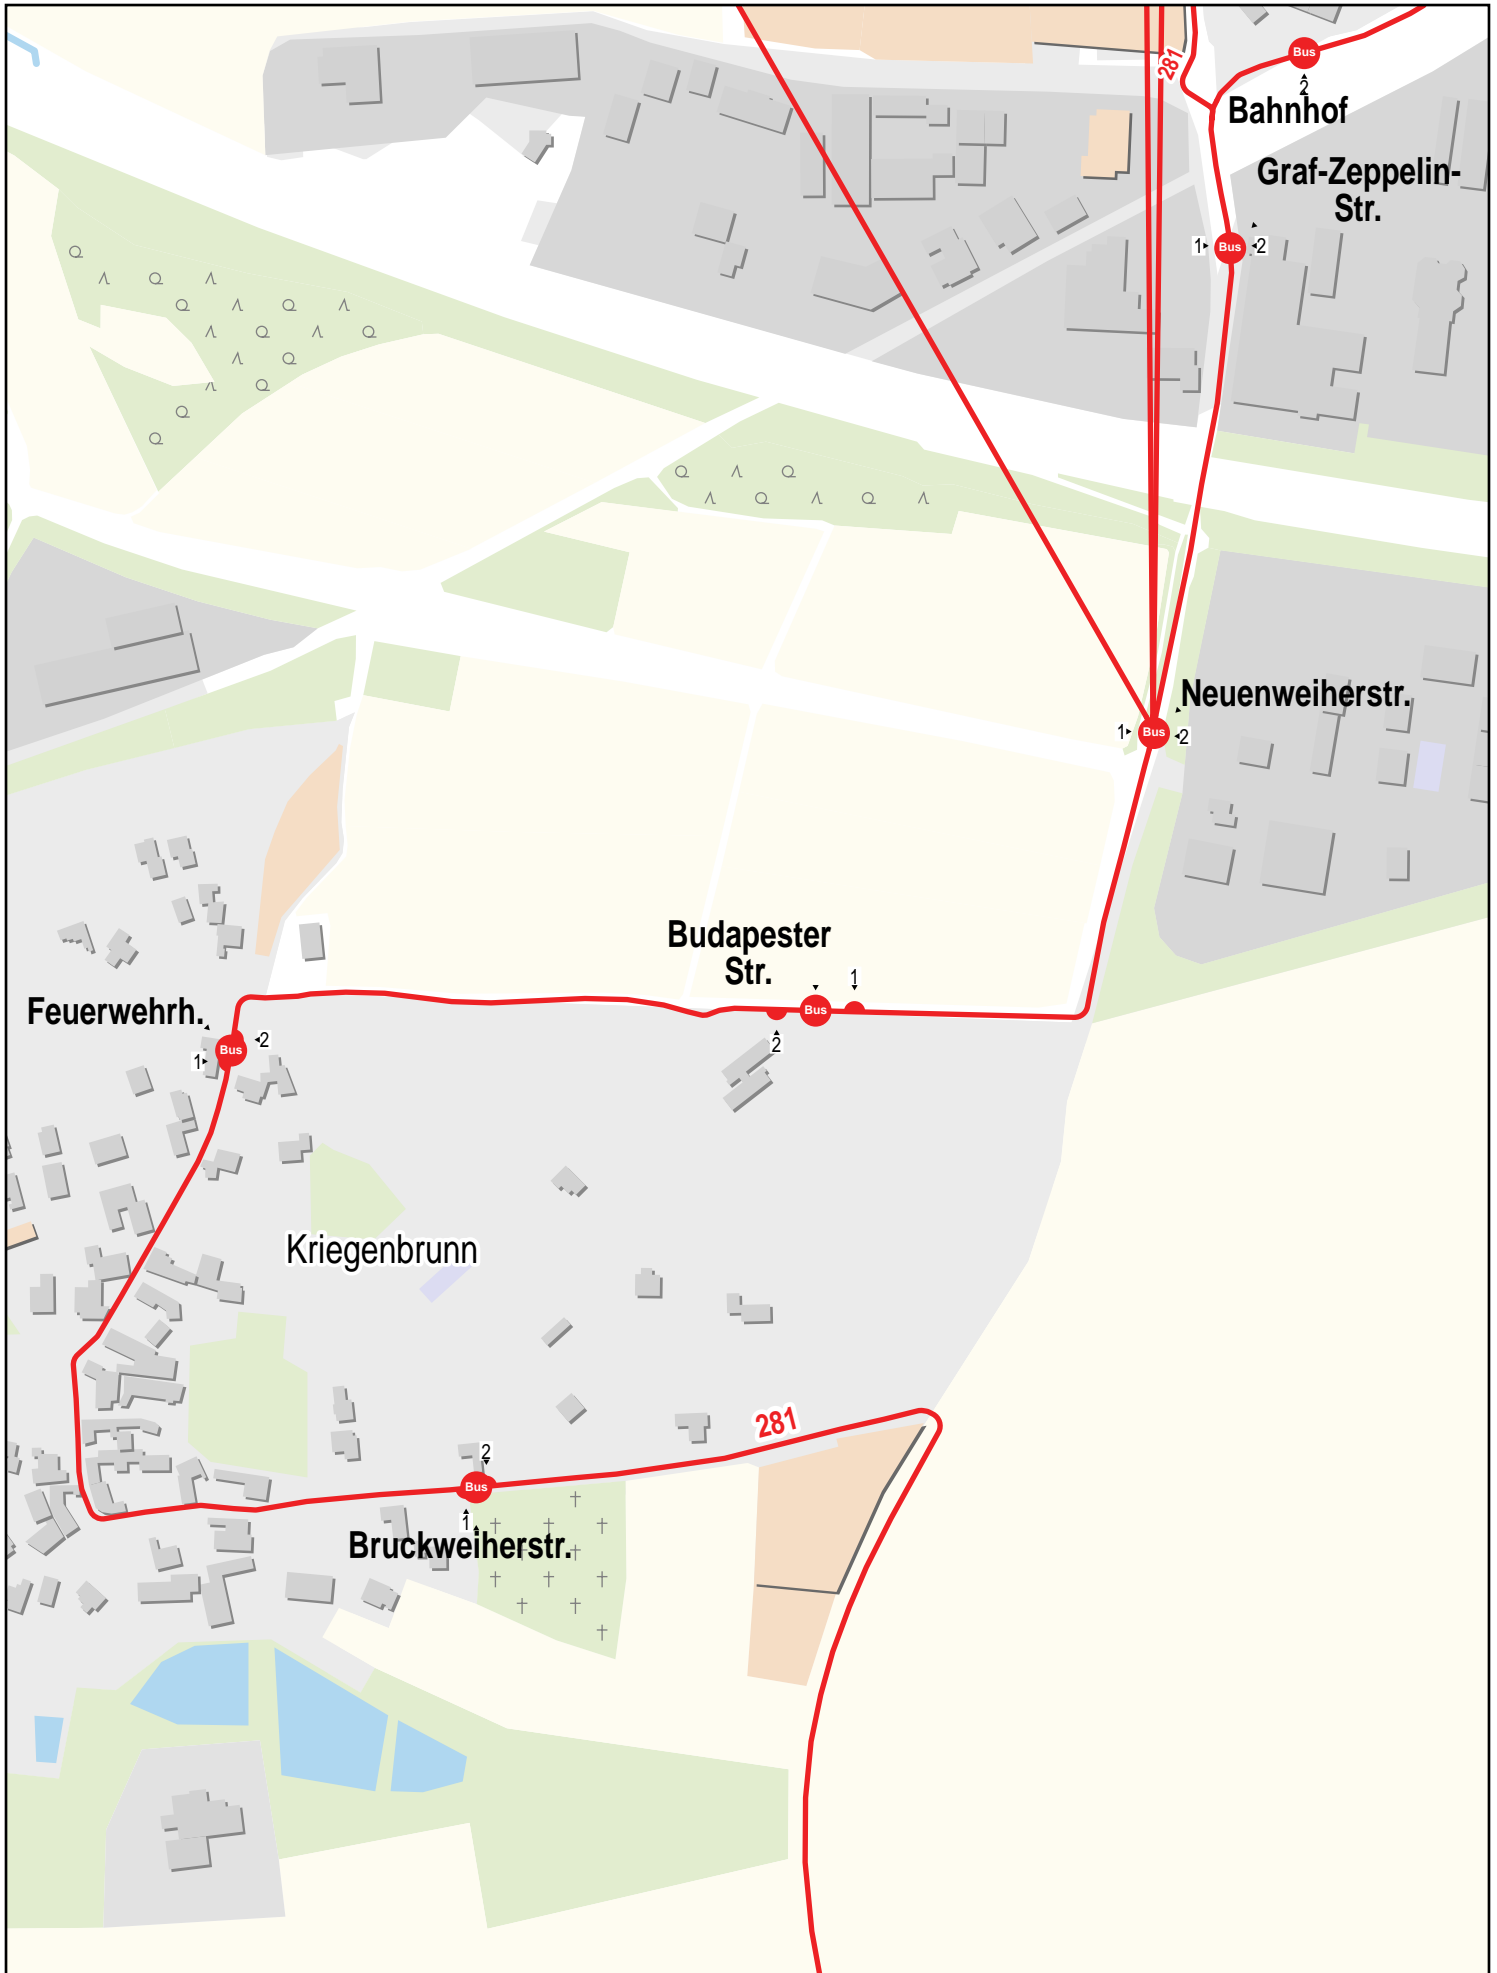 281
Bus
2
Bahnhof
Graf-Zeppelin-
Str.
1 Bus 2
Neuenweiherstr.
1 Bus 2
Budapester
Str.
1
Bus
2
Feuerwehrh.
2
Bus
1
Kriegenbrunn
281
2
Bus
1
Bruckweiherstr.